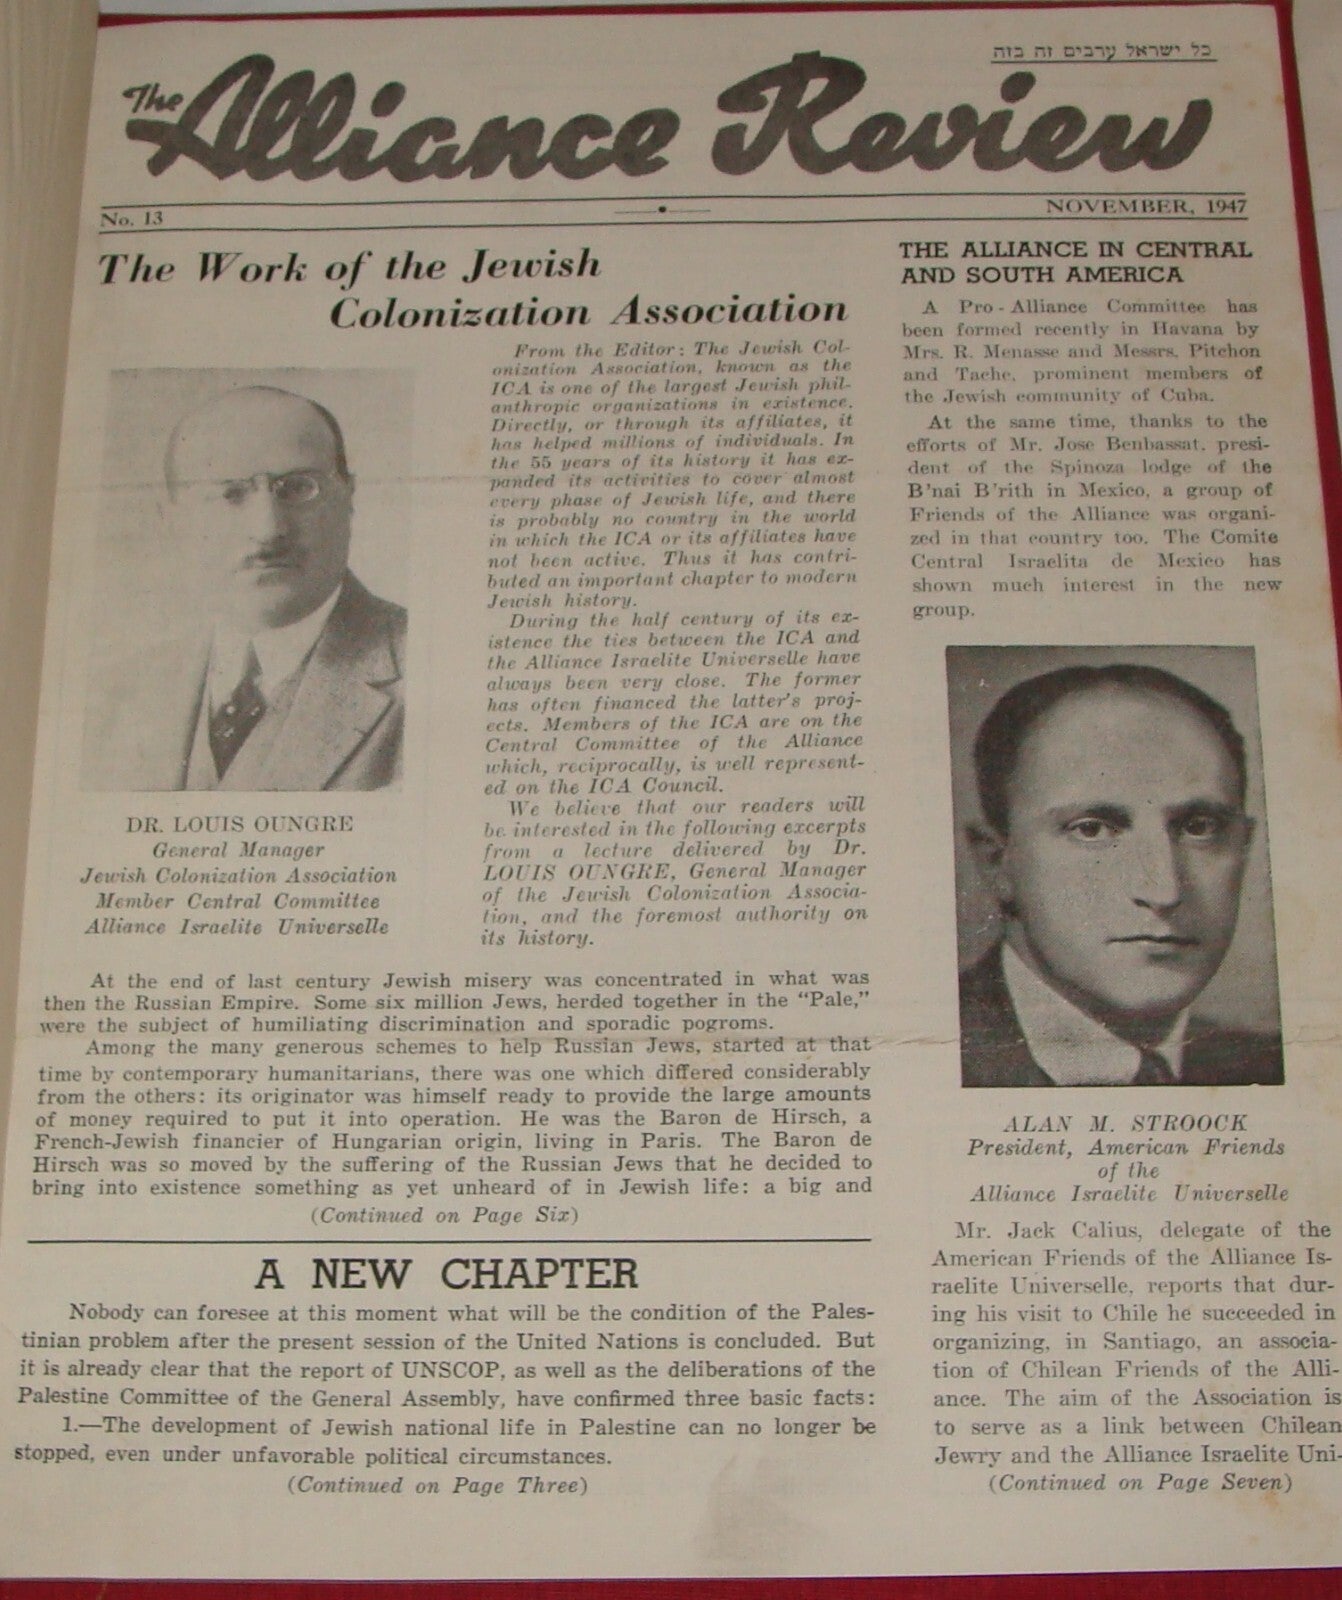 כל ישראל ערבים זה בזה
The Alliance Review
No. 13
NOVEMBER, 1947
The Work of the Jewish
Colonization Association
DR. LOUIS OUNGRE
General Manager
Jewish Colonization Association
Member Central Committee
Alliance Israelite Universelle
From the Editor: The Jewish Col-
onization Association, known as the
ICA is one of the largest Jewish phil-
anthropic organizations in existence.
Directly, or through its affiliates, it
has helped millions of individuals. In
the 55 years of its history it has ex-
panded its activities to cover almost
every phase of Jewish life, and there
is probably no country in the world
in which the ICA or its affiliates have
not been active. Thus it has contri-
buted an important chapter to modern
Jewish history.
During the half century of its ex-
istence the ties between the ICA and
the Alliance Israelite Universelle have
always been very close. The former
has often financed the latter's proj-
ects. Members of the ICA are on the
Central Committee of the Alliance
which, reciprocally, is well represent-
ed on the ICA Council.
We believe that our readers will
be interested in the following excerpts
from a lecture delivered by Dr.
LOUIS OUNGRE, General Manager
of the Jewish Colonization Associa-
tion, and the foremost authority on
its history.
At the end of last century Jewish misery was concentrated in what was
then the Russian Empire. Some six million Jews, herded together in the "Pale,"
were the subject of humiliating discrimination and sporadic pogroms.
Among the many generous schemes to help Russian Jews, started at that
time by contemporary humanitarians, there was one which differed considerably
from the others: its originator was himself ready to provide the large amounts
of money required to put it into operation. He was the Baron de Hirsch, a
French-Jewish financier of Hungarian origin, living in Paris. The Baron de
Hirsch was so moved by the suffering of the Russian Jews that he decided to
bring into existence something as yet unheard of in Jewish life: a big and
(Continued on Page Six)
A NEW CHAPTER
Nobody can foresee at this moment what will be the condition of the Pales-
tinian problem after the present session of the United Nations is concluded. But
it is already clear that the report of UNSCOP, as well as the deliberations of the
Palestine Committee of the General Assembly, have confirmed three basic facts:
1.—The development of Jewish national life in Palestine can no longer be
stopped, even under unfavorable political circumstances.
(Continued on Page Three)
THE ALLIANCE IN CENTRAL
AND SOUTH AMERICA
A Pro - Alliance Committee has
been formed recently in Havana by
Mrs. R. Menasse and Messrs. Pitchon
and Tache, prominent members of
the Jewish community of Cuba.
At the same time, thanks to the
efforts of Mr. Jose Benbassat, presi-
dent of the Spinoza lodge of the
B'nai B'rith in Mexico, a group of
Friends of the Alliance was organi-
zed in that country too. The Comite
Central Israelita de Mexico has
shown much interest in the new
group.
ALAN M. STROOCK
President, American Friends
of the
Alliance Israelite Universelle
Mr. Jack Calius, delegate of the
American Friends of the Alliance Is-
raelite Universelle, reports that dur-
ing his visit to Chile he succeeded in
organizing, in Santiago, an associa-
tion of Chilean Friends of the Alli-
ance. The aim of the Association is
to serve as a link between Chilean
Jewry and the Alliance Israelite Uni-
(Continued on Page Seven)